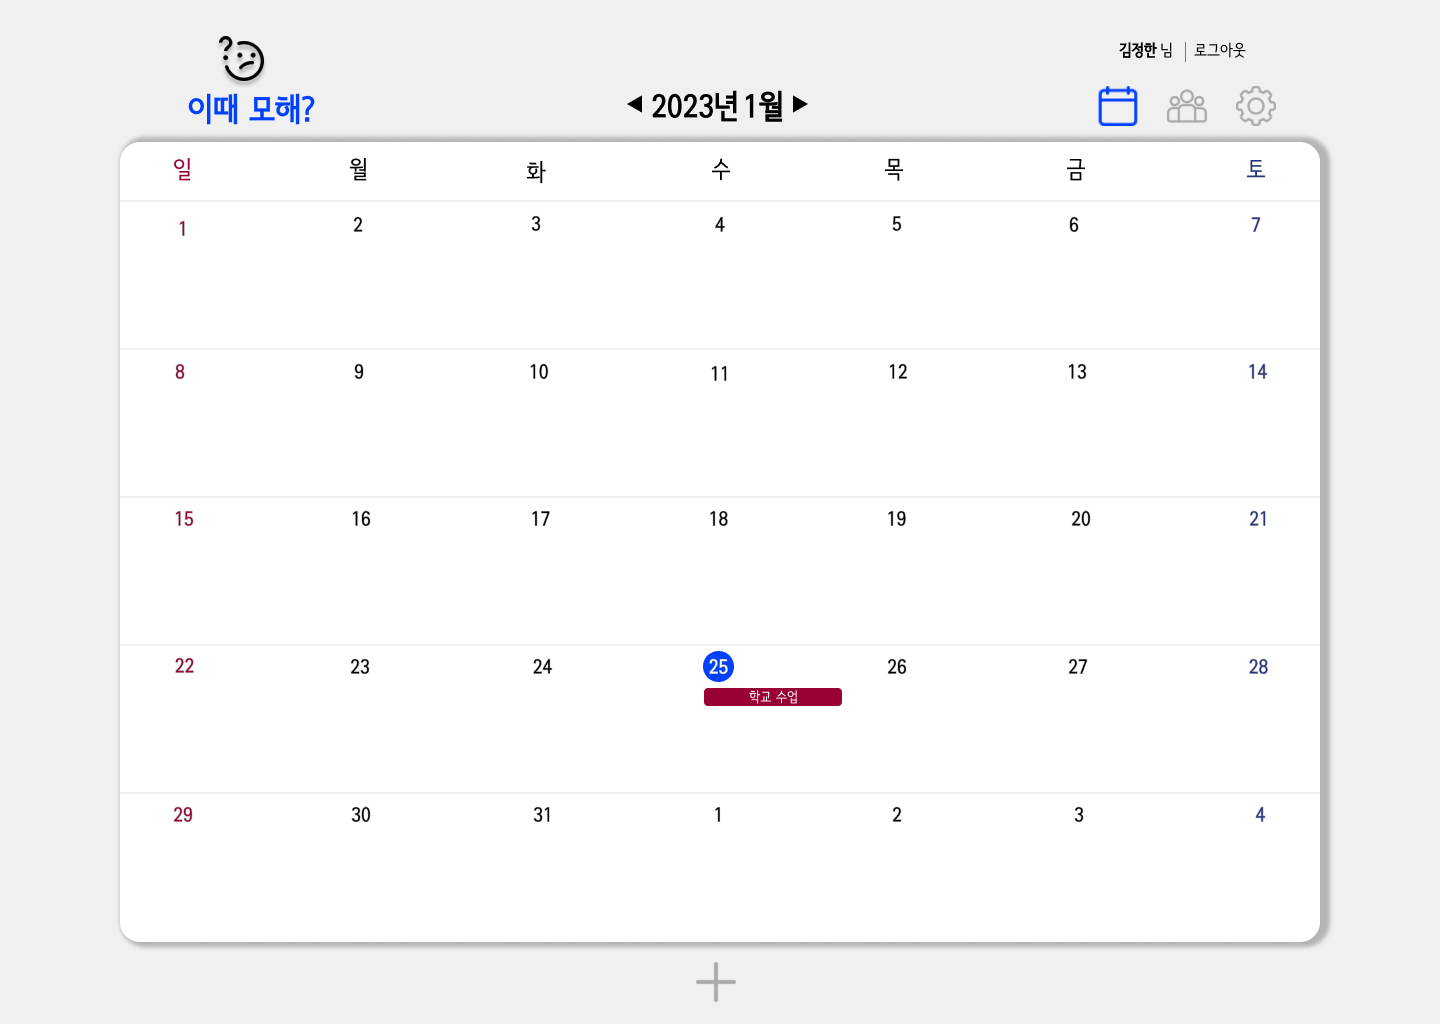 김정한 님 | 로그아웃
이때 모해?
2023년 1월
일 월 화 수 목 금 토
1 2 3 4 5 6 7
8 9 10 11 12 13 14
15 16 17 18 19 20 21
22 23 24 25 26 27 28
학교 수업
29 30 31 1 2 3 4